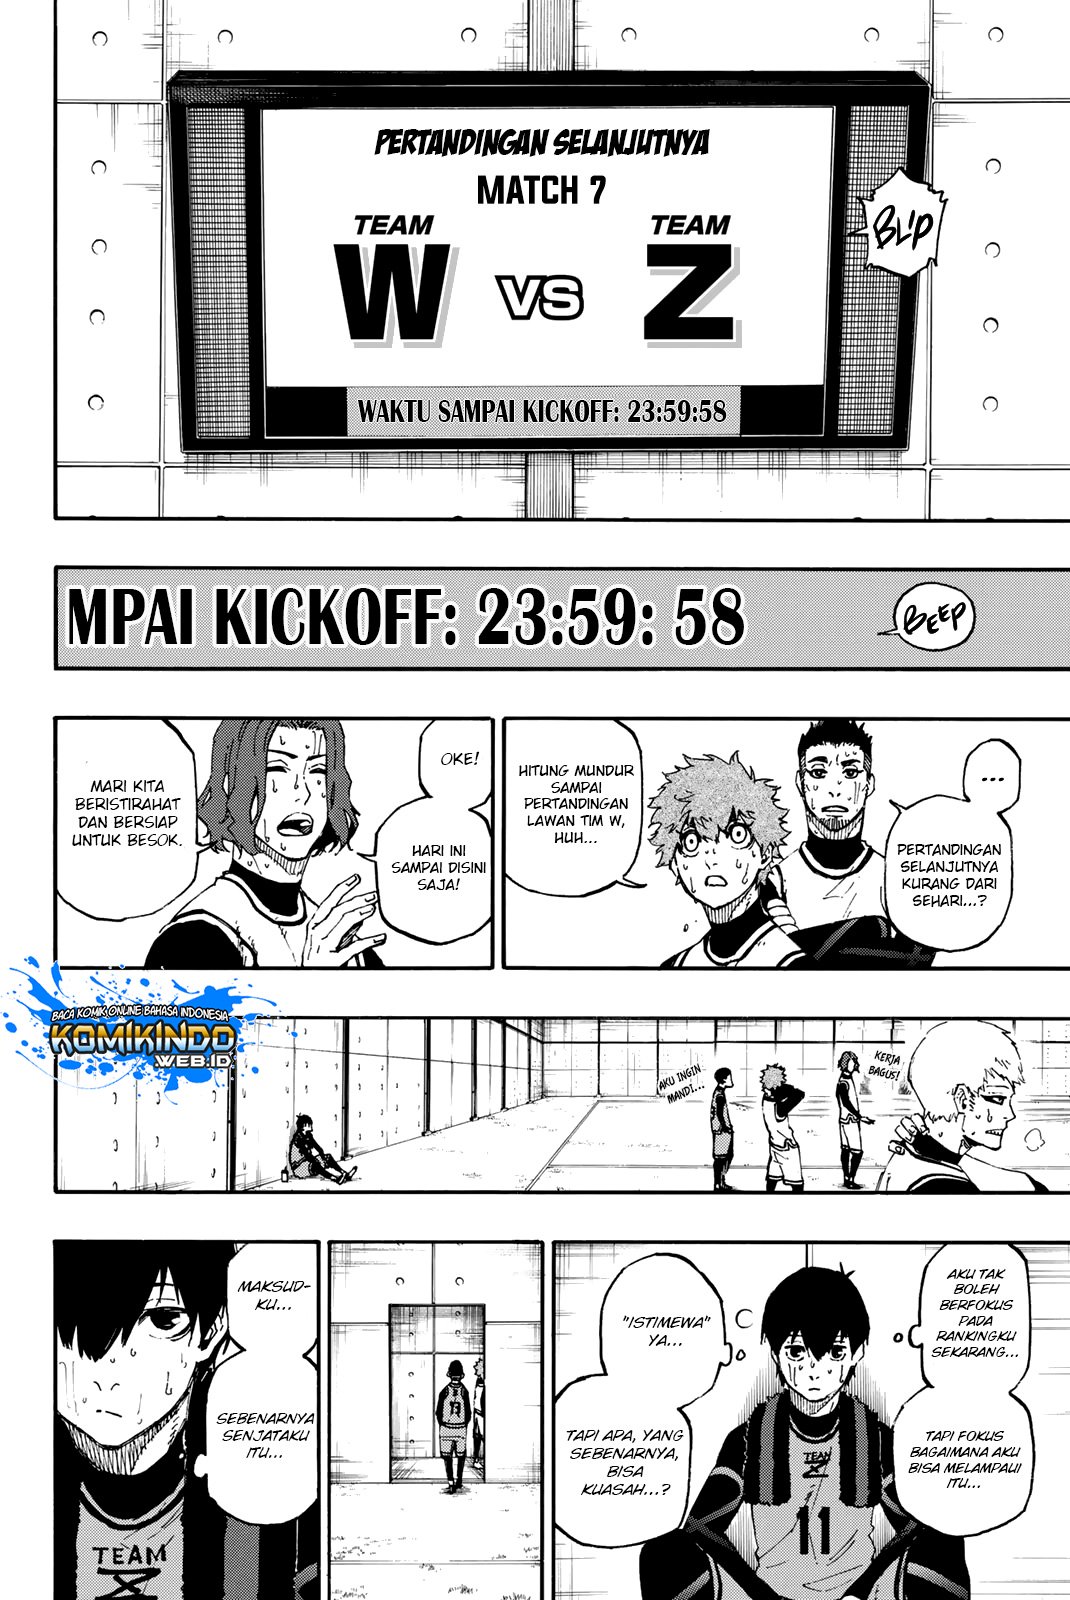 PERTANDINGAN SELANJUTNYA
MATCH 7
TEAM
W
VS
TEAM
Z
BLIP
WAKTU SAMPAI KICKOFF: 23:59:58
MPAI KICKOFF: 23:59: 58
BEEP
...
PERTANDINGAN
SELANJUTNYA
KURANG DARI
SEHARI...?
HITUNG MUNDUR
SAMPAI
PERTANDINGAN
LAWAN TIM W,
HUH...
OKE!
HARI INI
SAMPAI DISINI
SAJA!
MARI KITA
BERISTIRAHAT
DAN BERSIAP
UNTUK BESOK.
KERJA
BAGUS!
AKU INGIN
MANDI...
BACA KOMIK ONLINE BAHASA INDONESIA
KOMIKINDO
.WEB.ID
AKU TAK
BOLEH
BERFOKUS
PADA
RANKINGKU
SEKARANG...
TAPI FOKUS
BAGAIMANA AKU
BISA MELAMPAUI
ITU...
"ISTIMEWA"
YA...
TAPI APA, YANG
SEBENARNYA,
BISA
KUASAH...?
TEAM
Z
11
13
MAKSUD-
KU...
SEBENARNYA
SENJATAKU
ITU...
TEAM
Z